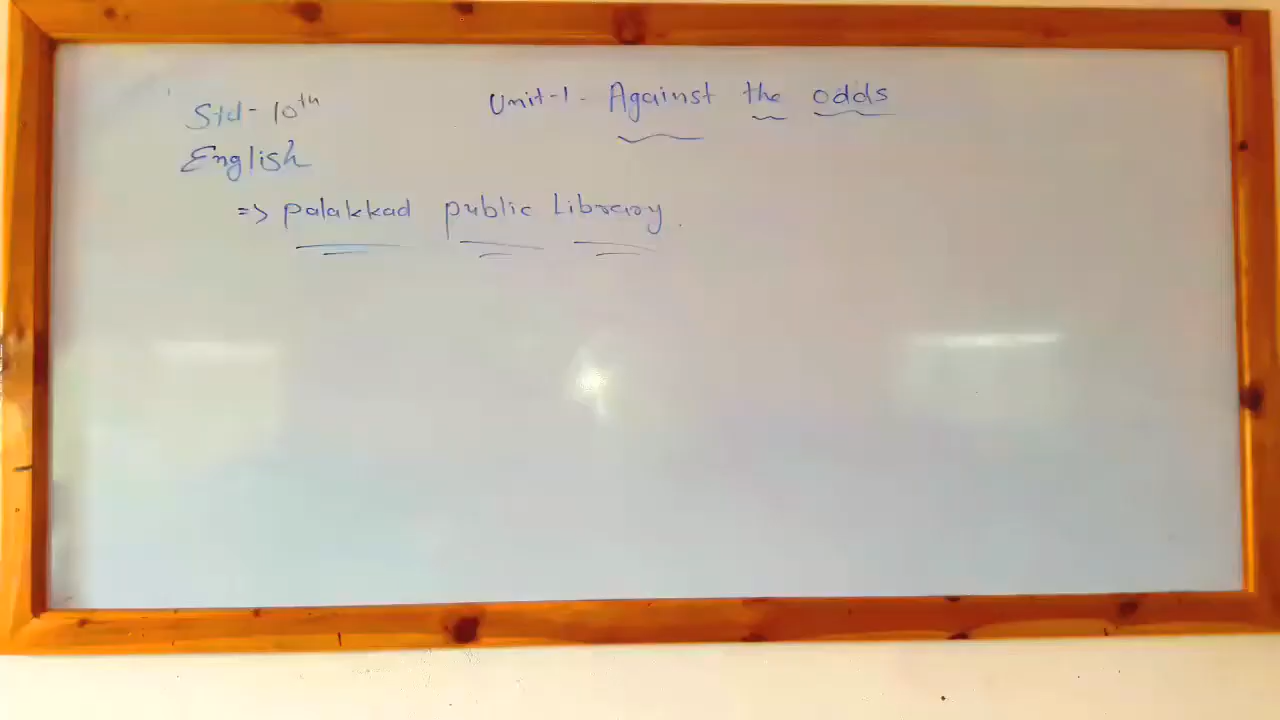 Std - 10th
Unit-1. Against the odds
English
=> palakkad public Library.